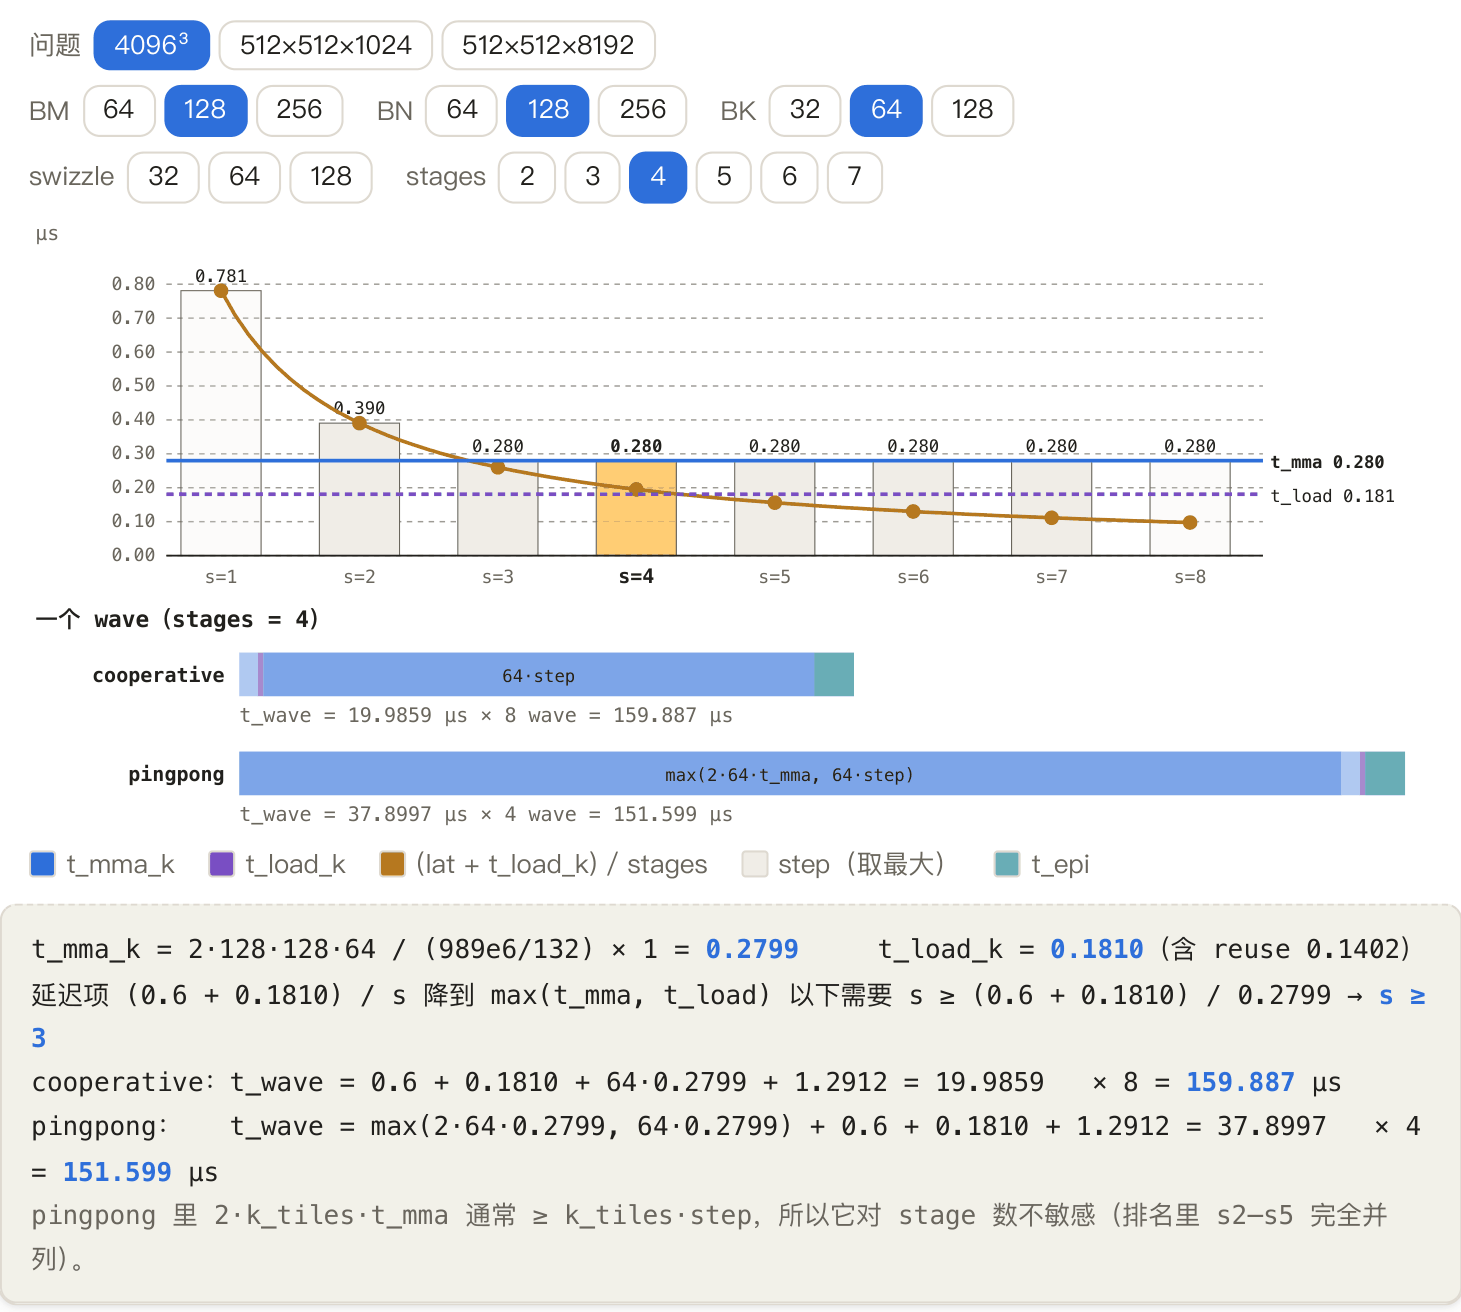 问题 4096³ 512×512×1024 512×512×8192
BM 64 128 256 BN 64 128 256 BK 32 64 128
swizzle 32 64 128 stages 2 3 4 5 6 7
μs
0.80
0.70
0.60
0.50
0.40
0.30
0.20
0.10
0.00
0.781
0.390
0.280
0.280
0.280
0.280
0.280
0.280
t_mma 0.280
t_load 0.181
s=1 s=2 s=3 s=4 s=5 s=6 s=7 s=8
一个 wave（stages = 4）
cooperative 64·step
t_wave = 19.9859 μs × 8 wave = 159.887 μs
pingpong max(2·64·t_mma, 64·step)
t_wave = 37.8997 μs × 4 wave = 151.599 μs
t_mma_k t_load_k (lat + t_load_k) / stages step（取最大） t_epi
t_mma_k = 2·128·128·64 / (989e6/132) × 1 = 0.2799 t_load_k = 0.1810（含 reuse 0.1402）
延迟项 (0.6 + 0.1810) / s 降到 max(t_mma, t_load) 以下需要 s ≥ (0.6 + 0.1810) / 0.2799 → s ≥
3
cooperative: t_wave = 0.6 + 0.1810 + 64·0.2799 + 1.2912 = 19.9859 × 8 = 159.887 μs
pingpong: t_wave = max(2·64·0.2799, 64·0.2799) + 0.6 + 0.1810 + 1.2912 = 37.8997 × 4
= 151.599 μs
pingpong 里 2·k_tiles·t_mma 通常 ≥ k_tiles·step，所以它对 stage 数不敏感（排名里 s2–s5 完全并
列）。